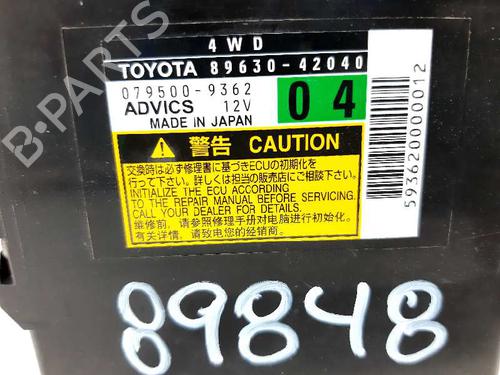 B-PARTS
4WD
TOYOTA 89630-42040
079500-9362
04
ADVICS 12V
MADE IN JAPAN
警告 CAUTION
交換時は必ず修理書に基づきECUの初期化を
行って下さい。詳しくは担当の販売店にご相談下さい。
INITIALIZE THE ECU ACCORDING
TO THE REPAIR MANUAL BEFORE SERVICING.
CALL YOUR DEALER FOR DETAILS.
维修前，请参照修理手册对电脑进行初始化。
有关详情，请致电您的经销商。
5936200000012
89848